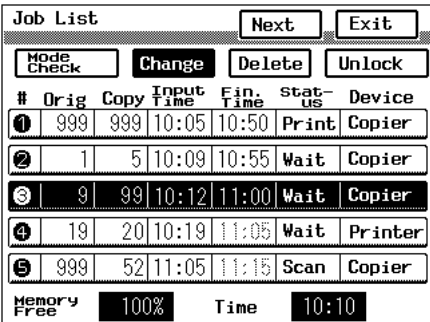 Job List Next Exit
Mode Check Change Delete Unlock
# Orig Copy Input Time Fin. Time Stat-us Device
1 999 999 10:05 10:50 Print Copier
2 1 5 10:09 10:55 Wait Copier
3 9 99 10:12 11:00 Wait Copier
4 19 20 10:19 11:05 Wait Printer
5 999 52 11:05 11:15 Scan Copier
Memory Free 100% Time 10:10